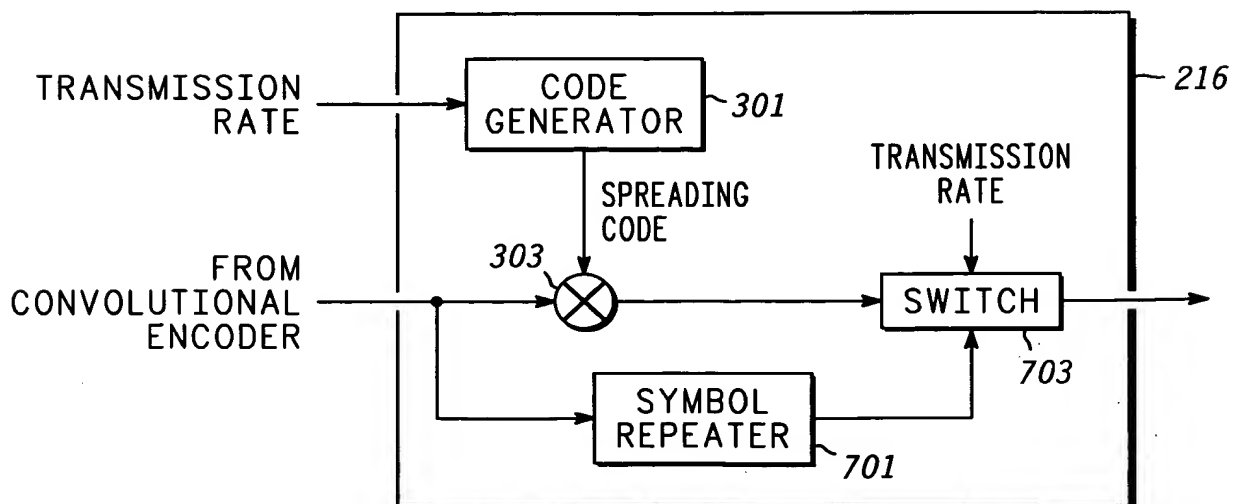 TRANSMISSION
RATE
CODE
GENERATOR
301
216
TRANSMISSION
RATE
SPREADING
CODE
303
FROM
CONVOLUTIONAL
ENCODER
SWITCH
703
SYMBOL
REPEATER
701